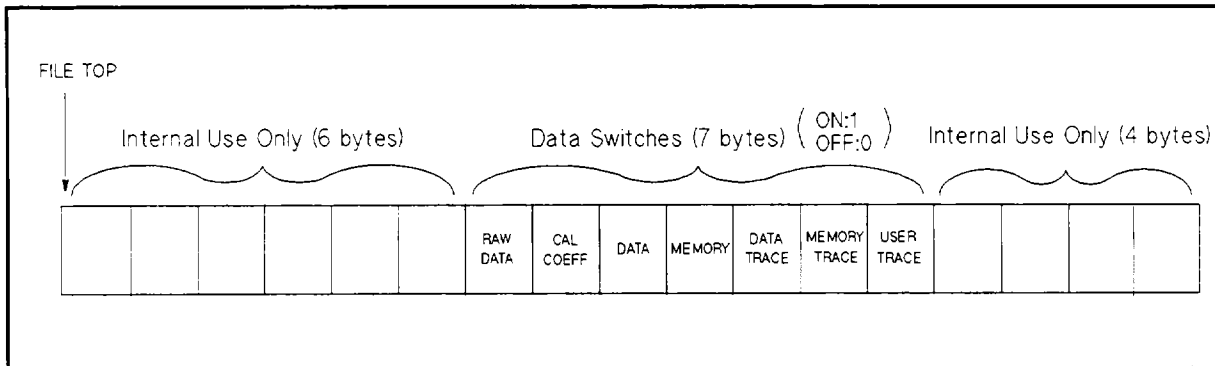 FILE TOP
Internal Use Only (6 bytes)
Data Switches (7 bytes) (ON:1
OFF:0)
Internal Use Only (4 bytes)
RAW
DATA
CAL
COEFF
DATA
MEMORY
DATA
TRACE
MEMORY
TRACE
USER
TRACE